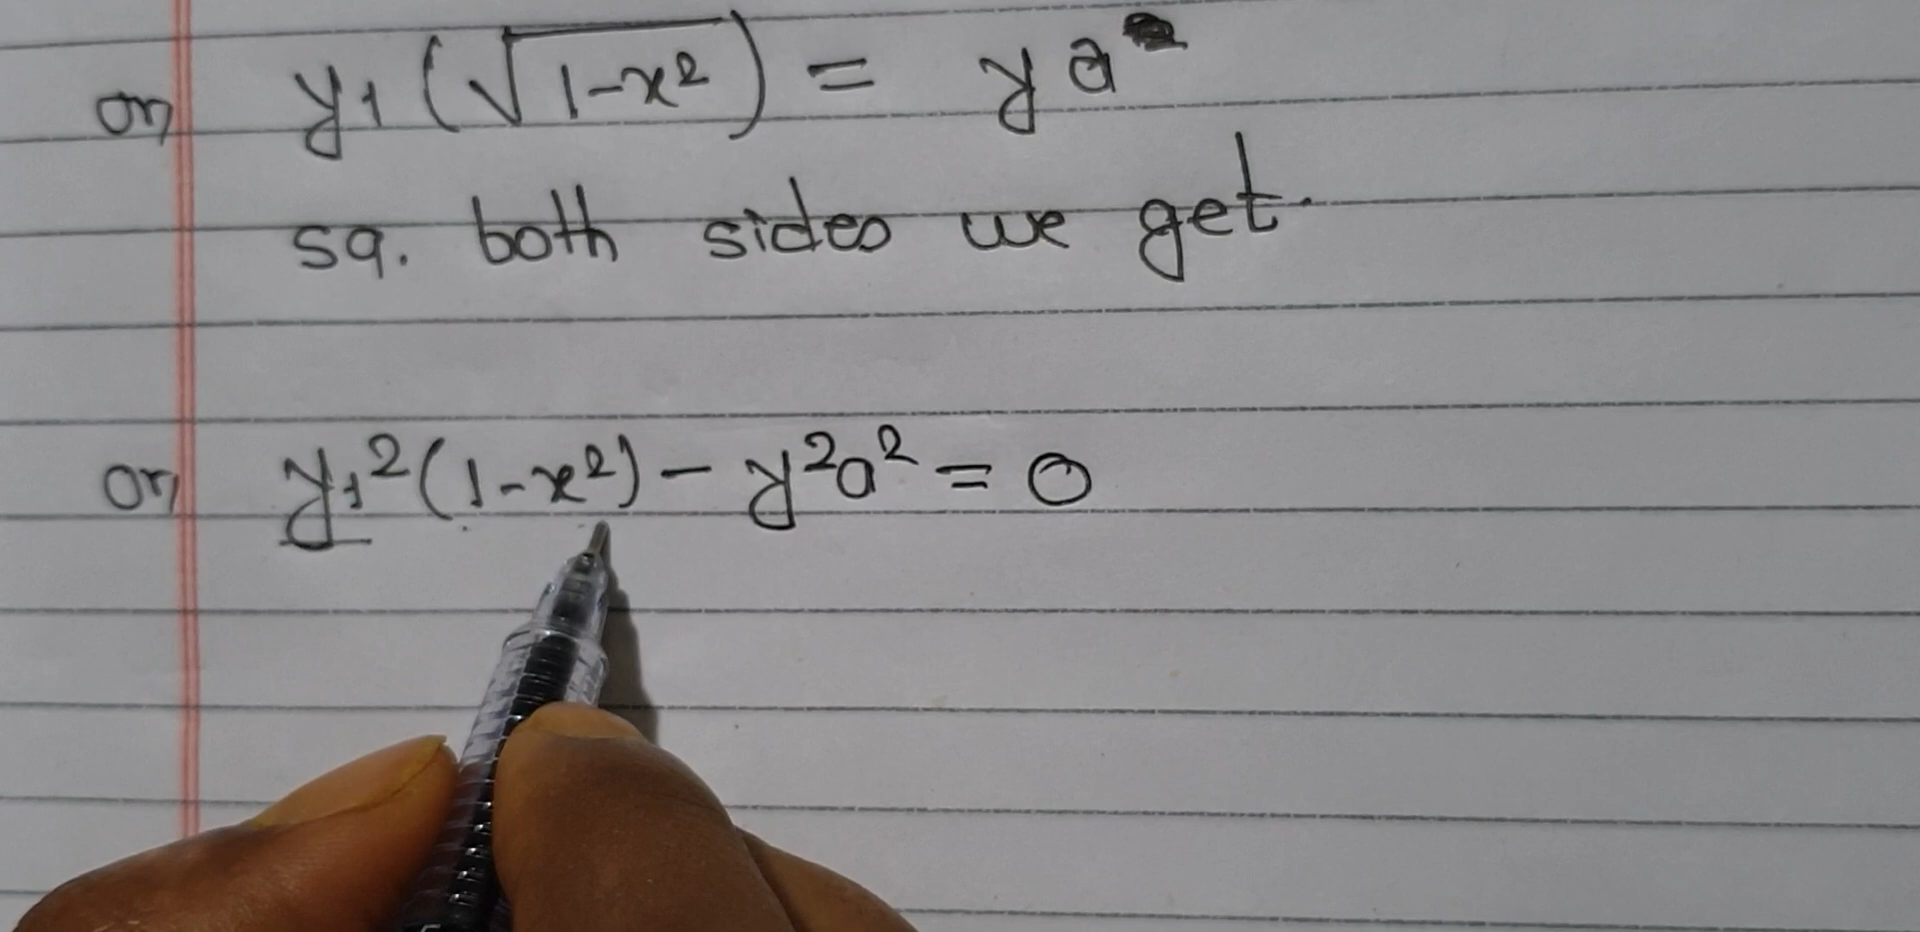 or y₁(√1-x²) = ya
sq. both sides we get.
or y₁²(1-x²) - y²a² = 0